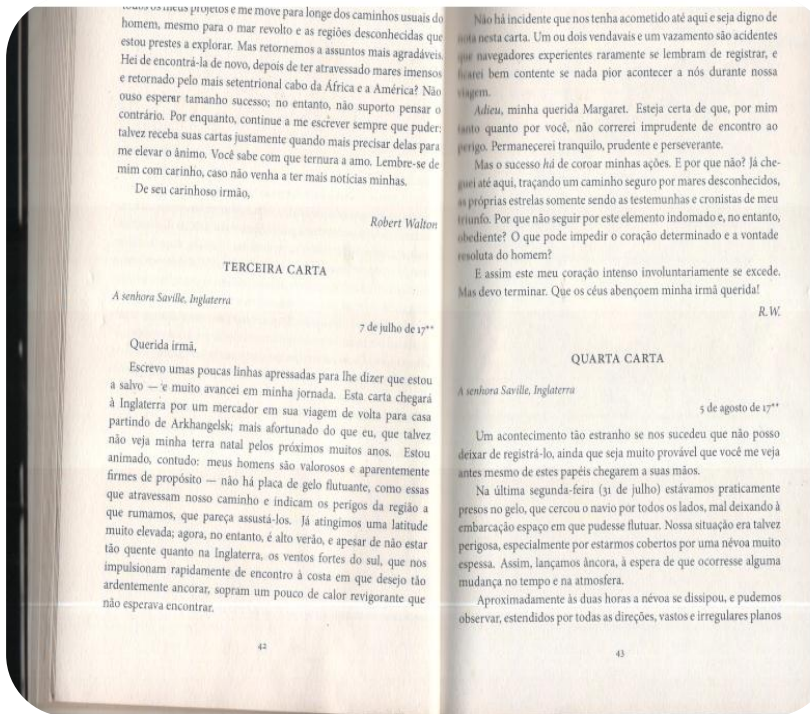 todos os meus projetos e me move para longe dos caminhos usuais do
homem, mesmo para o mar revolto e as regiões desconhecidas que
estou prestes a explorar. Mas retornemos a assuntos mais agradáveis.
Hei de encontrá-la de novo, depois de ter atravessado mares imensos
e retornado pelo mais setentrional cabo da África e a América? Não
ouso esperar tamanho sucesso; no entanto, não suporto pensar o
contrário. Por enquanto, continue a me escrever sempre que puder:
talvez receba suas cartas justamente quando mais precisar delas para
me elevar o ânimo. Você sabe com que ternura a amo. Lembre-se de
mim com carinho, caso não venha a ter mais notícias minhas.
De seu carinhoso irmão,
Robert Walton
TERCEIRA CARTA
A senhora Saville, Inglaterra
7 de julho de 17**
Querida irmã,
Escrevo umas poucas linhas apressadas para lhe dizer que estou
a salvo — e muito avancei em minha jornada. Esta carta chegará
à Inglaterra por um mercador em sua viagem de volta para casa
partindo de Arkhangelsk; mais afortunado do que eu, que talvez
não veja minha terra natal pelos próximos muitos anos. Estou
animado, contudo: meus homens são valorosos e aparentemente
firmes de propósito — não há placa de gelo flutuante, como essas
que atravessam nosso caminho e indicam os perigos da região a
que rumamos, que pareça assustá-los. Já atingimos uma latitude
muito elevada; agora, no entanto, é alto verão, e apesar de não estar
tão quente quanto na Inglaterra, os ventos fortes do sul, que nos
impulsionam rapidamente de encontro à costa em que desejo tão
ardentemente ancorar, sopram um pouco de calor revigorante que
não esperava encontrar.
42
Não há incidente que nos tenha acometido até aqui e seja digno de
nota nesta carta. Um ou dois vendavais e um vazamento são acidentes
que navegadores experientes raramente se lembram de registrar, e
ficarei bem contente se nada pior acontecer a nós durante nossa
viagem.
Adieu, minha querida Margaret. Esteja certa de que, por mim
tanto quanto por você, não correrei imprudente de encontro ao
perigo. Permanecerei tranquilo, prudente e perseverante.
Mas o sucesso há de coroar minhas ações. E por que não? Já che-
guei até aqui, traçando um caminho seguro por mares desconhecidos,
as próprias estrelas somente sendo as testemunhas e cronistas de meu
triunfo. Por que não seguir por este elemento indomado e, no entanto,
obediente? O que pode impedir o coração determinado e a vontade
resoluta do homem?
E assim este meu coração intenso involuntariamente se excede.
Mas devo terminar. Que os céus abençoem minha irmã querida!
R.W.
QUARTA CARTA
A senhora Saville, Inglaterra
5 de agosto de 17**
Um acontecimento tão estranho se nos sucedeu que não posso
deixar de registrá-lo, ainda que seja muito provável que você me veja
antes mesmo de estes papéis chegarem a suas mãos.
Na última segunda-feira (31 de julho) estávamos praticamente
presos no gelo, que cercou o navio por todos os lados, mal deixando à
embarcação espaço em que pudesse flutuar. Nossa situação era talvez
perigosa, especialmente por estarmos cobertos por uma névoa muito
espessa. Assim, lançamos âncora, à espera de que ocorresse alguma
mudança no tempo e na atmosfera.
Aproximadamente às duas horas a névoa se dissipou, e pudemos
observar, estendidos por todas as direções, vastos e irregulares planos
43